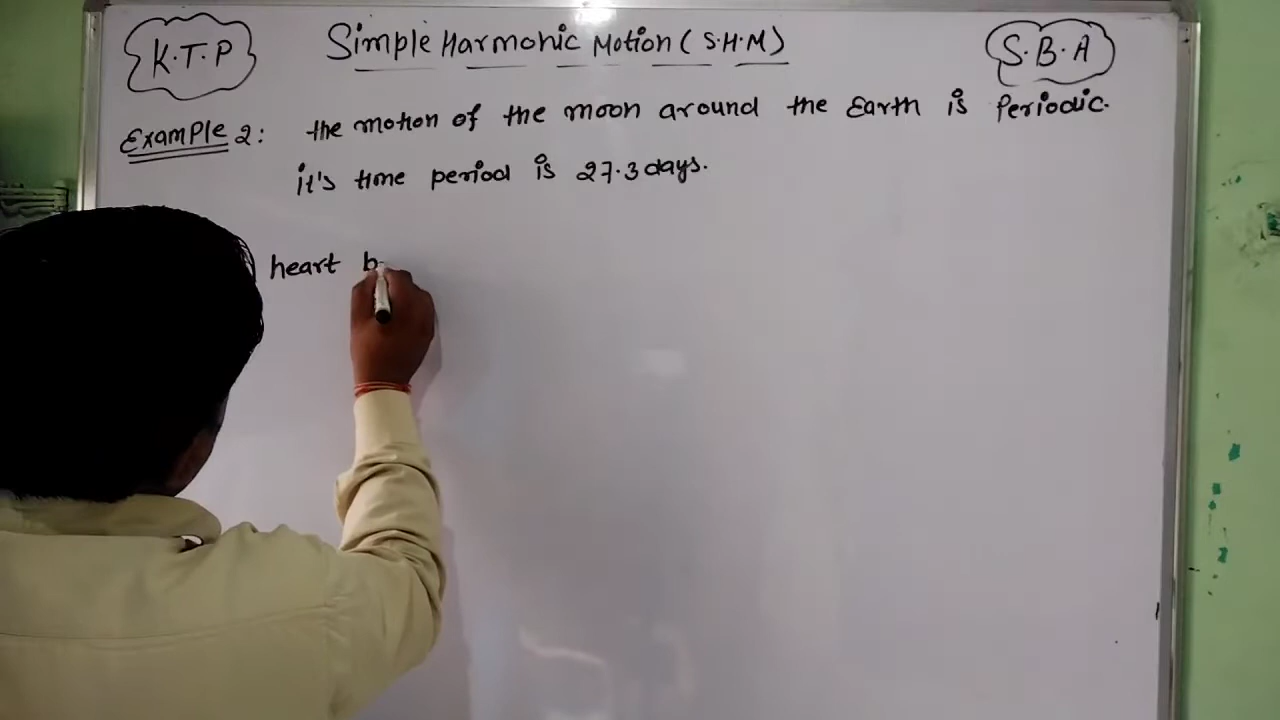 K.T.P
Simple Harmonic Motion (S.H.M)
S.B.A
Example 2: the motion of the moon around the Earth is Periodic.
it's time period is 27.3 days.
heart b